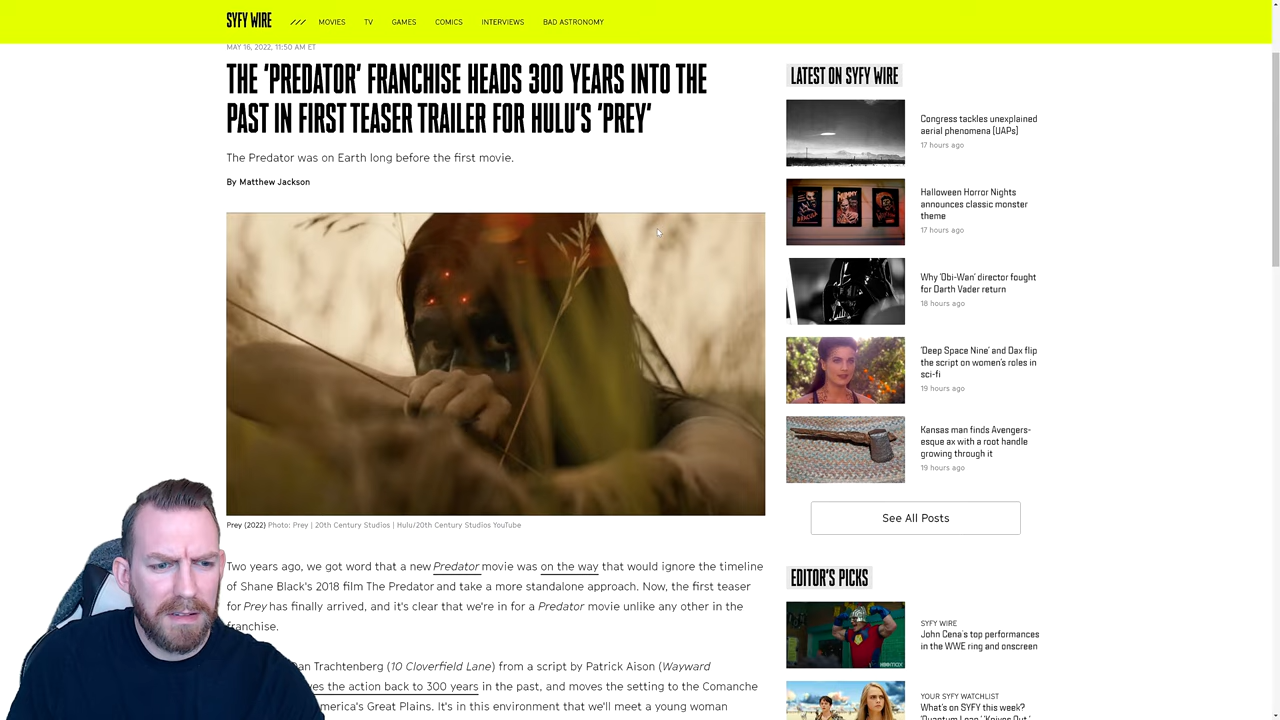 SYFY WIRE
MOVIES
TV
GAMES
COMICS
INTERVIEWS
BAD ASTRONOMY
MAY 16, 2022, 11:50 AM ET
THE 'PREDATOR' FRANCHISE HEADS 300 YEARS INTO THE
PAST IN FIRST TEASER TRAILER FOR HULU'S 'PREY'
The Predator was on Earth long before the first movie.
By Matthew Jackson
Prey (2022) Photo: Prey | 20th Century Studios | Hulu/20th Century Studios YouTube
Two years ago, we got word that a new Predator movie was on the way that would ignore the timeline
of Shane Black's 2018 film The Predator and take a more standalone approach. Now, the first teaser
for Prey has finally arrived, and it's clear that we're in for a Predator movie unlike any other in the
franchise.
Trachtenberg (10 Cloverfield Lane) from a script by Patrick Aison (Wayward
the action back to 300 years in the past, and moves the setting to the Comanche
Great Plains. It's in this environment that we'll meet a young woman
LATEST ON SYFY WIRE
Congress tackles unexplained
aerial phenomena [UAPs]
17 hours ago
Halloween Horror Nights
announces classic monster
theme
17 hours ago
Why 'Obi-Wan' director fought
for Darth Vader return
18 hours ago
'Deep Space Nine' and Dax flip
the script on women's roles in
sci-fi
19 hours ago
Kansas man finds Avengers-
esque ax with a root handle
growing through it
19 hours ago
See All Posts
EDITOR'S PICKS
SYFY WIRE
John Cena's top performances
in the WWE ring and onscreen
HBOMAX
YOUR SYFY WATCHLIST
What's on SYFY this week?
'Quantum Leap,' 'Knives Out,'